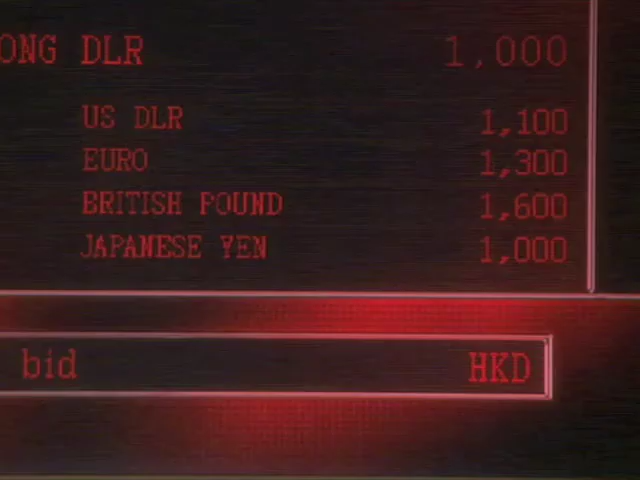 ONG DLR 1,000
US DLR 1,100
EURO 1,300
BRITISH POUND 1,600
JAPANESE YEN 1,000
bid HKD